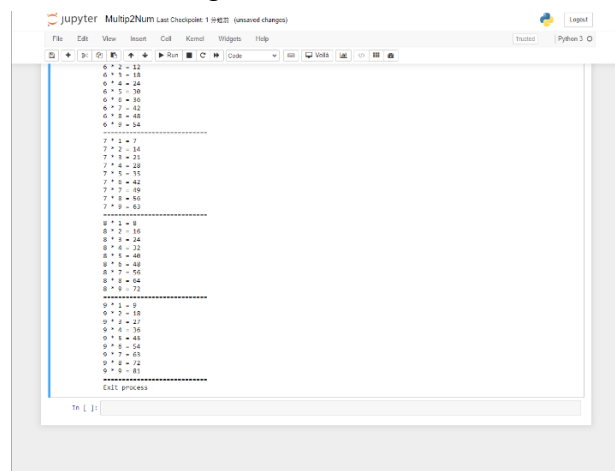 jupyter Multip2Num Last Checkpoint: 1 分鐘前 (unsaved changes)
Logout
File Edit View Insert Cell Kernel Widgets Help
Trusted Python 3
Run Code Voilà
6 * 2 = 12
6 * 3 = 18
6 * 4 = 24
6 * 5 = 30
6 * 6 = 36
6 * 7 = 42
6 * 8 = 48
6 * 9 = 54
============================
7 * 1 = 7
7 * 2 = 14
7 * 3 = 21
7 * 4 = 28
7 * 5 = 35
7 * 6 = 42
7 * 7 = 49
7 * 8 = 56
7 * 9 = 63
============================
8 * 1 = 8
8 * 2 = 16
8 * 3 = 24
8 * 4 = 32
8 * 5 = 40
8 * 6 = 48
8 * 7 = 56
8 * 8 = 64
8 * 9 = 72
============================
9 * 1 = 9
9 * 2 = 18
9 * 3 = 27
9 * 4 = 36
9 * 5 = 45
9 * 6 = 54
9 * 7 = 63
9 * 8 = 72
9 * 9 = 81
============================
Exit process
In [ ]: